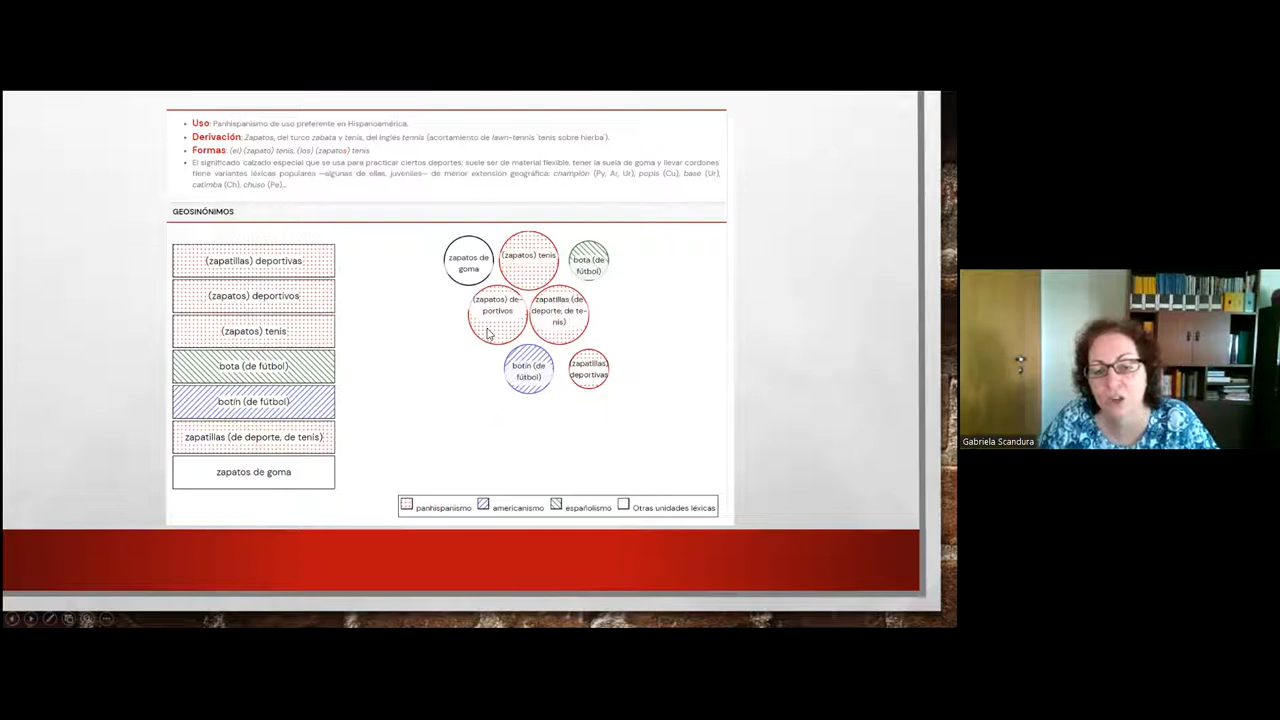 • Uso: Panhispanismo de uso preferente en Hispanoamérica.
• Derivación: Zapatos, del turco zabata y tenis, del inglés tennis (acortamiento de lawn-tennis 'tenis sobre hierba').
• Formas: (el) (zapato) tenis, (los) (zapatos) tenis
• El significado 'calzado especial que se usa para practicar ciertos deportes; suele ser de material flexible, tener la suela de goma y llevar cordones
tiene variantes léxicas populares —algunas de ellas, juveniles— de menor extensión geográfica: champión (Py, Ar, Ur), popis (Cu), base (Ur),
catimba (Ch), chuso (Pe)...
GEOSINÓNIMOS
(zapatillas) deportivas
(zapatos) deportivos
(zapatos) tenis
bota (de fútbol)
botín (de fútbol)
zapatillas (de deporte, de tenis)
zapatos de goma
zapatos de
goma
(zapatos) tenis
bota (de
fútbol)
(zapatos) de-
portivos
zapatillas (de
deporte, de te-
nis)
botín (de
fútbol)
(zapatillas)
deportivas
panhispanismo
americanismo
españolismo
Otras unidades léxicas
Gabriela Scandura